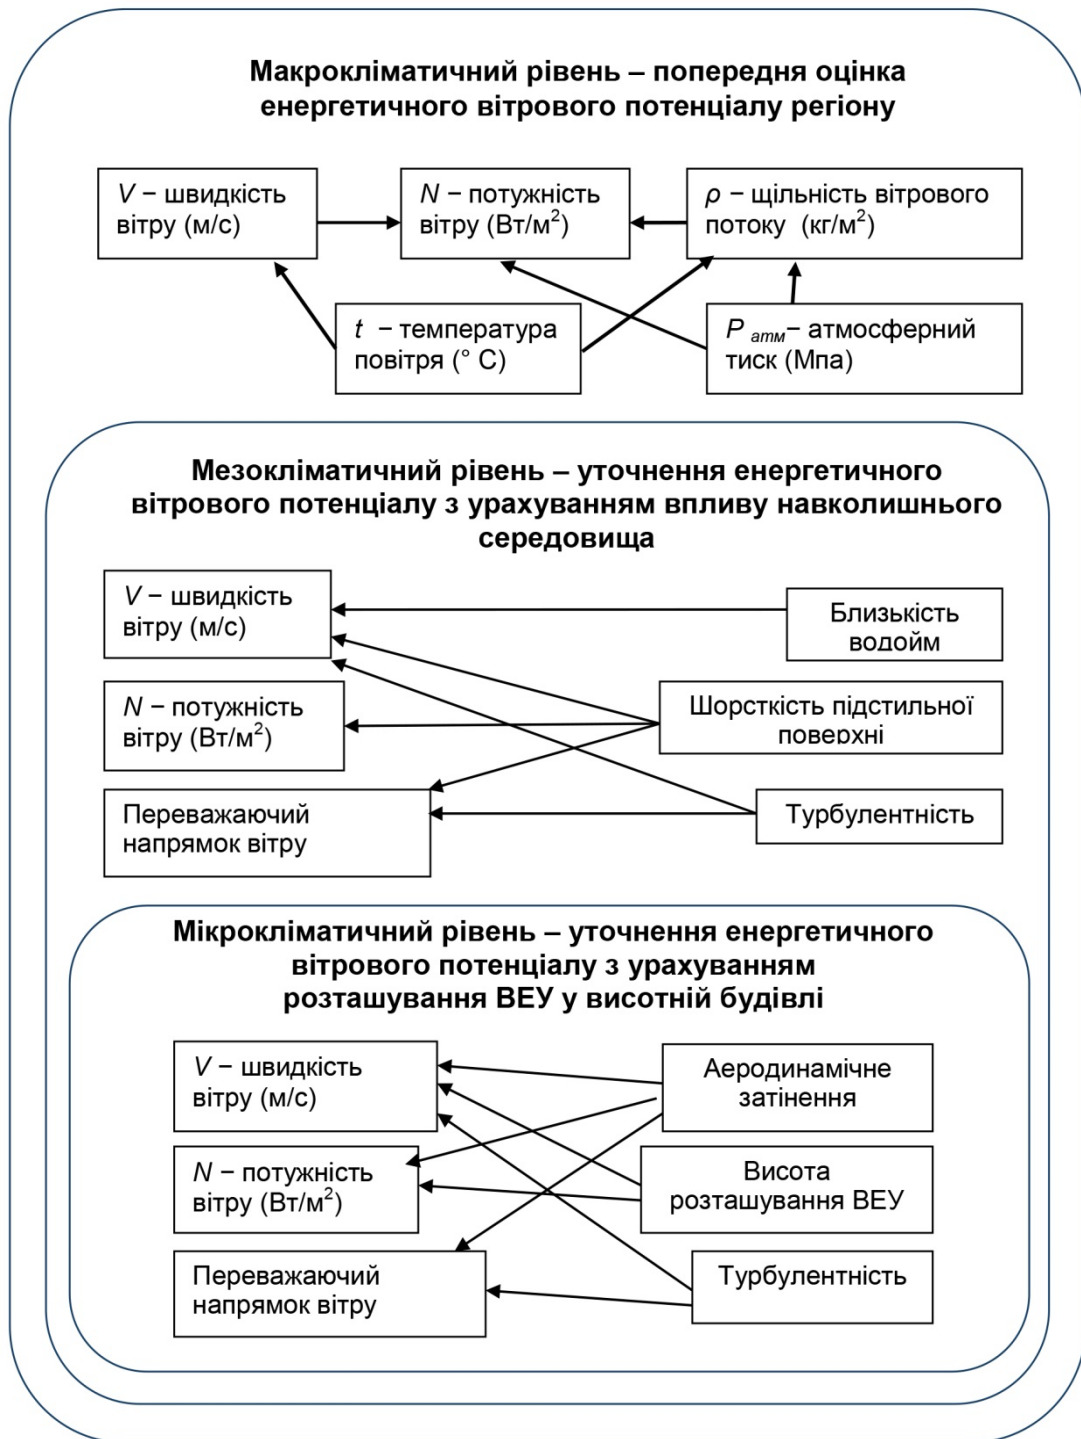 Макрокліматичний рівень – попередня оцінка
енергетичного вітрового потенціалу регіону
V − швидкість
вітру (м/с)
N − потужність
вітру (Вт/м²)
ρ − щільність вітрового
потоку (кг/м²)
t − температура
повітря (° С)
P атм − атмосферний
тиск (Мпа)
Мезокліматичний рівень – уточнення енергетичного
вітрового потенціалу з урахуванням впливу навколишнього
середовища
V − швидкість
вітру (м/с)
Близькість
водойм
N − потужність
вітру (Вт/м²)
Шорсткість підстильної
поверхні
Переважаючий
напрямок вітру
Турбулентність
Мікрокліматичний рівень – уточнення енергетичного
вітрового потенціалу з урахуванням
розташування ВЕУ у висотній будівлі
V − швидкість
вітру (м/с)
Аеродинамічне
затінення
N − потужність
вітру (Вт/м²)
Висота
розташування ВЕУ
Переважаючий
напрямок вітру
Турбулентність